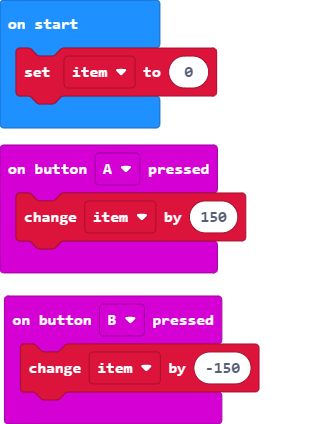 on start
set item to 0
on button A pressed
change item by 150
on button B pressed
change item by -150